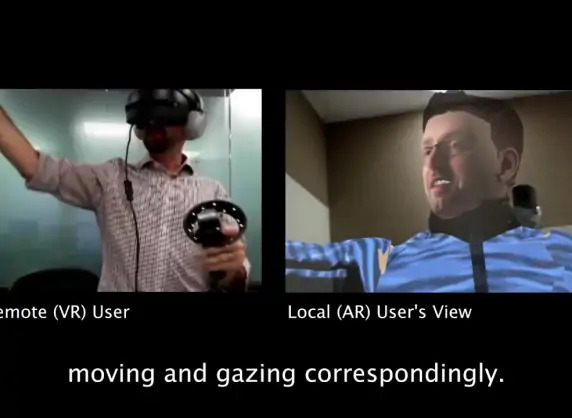 emote (VR) User
Local (AR) User's View
moving and gazing correspondingly.